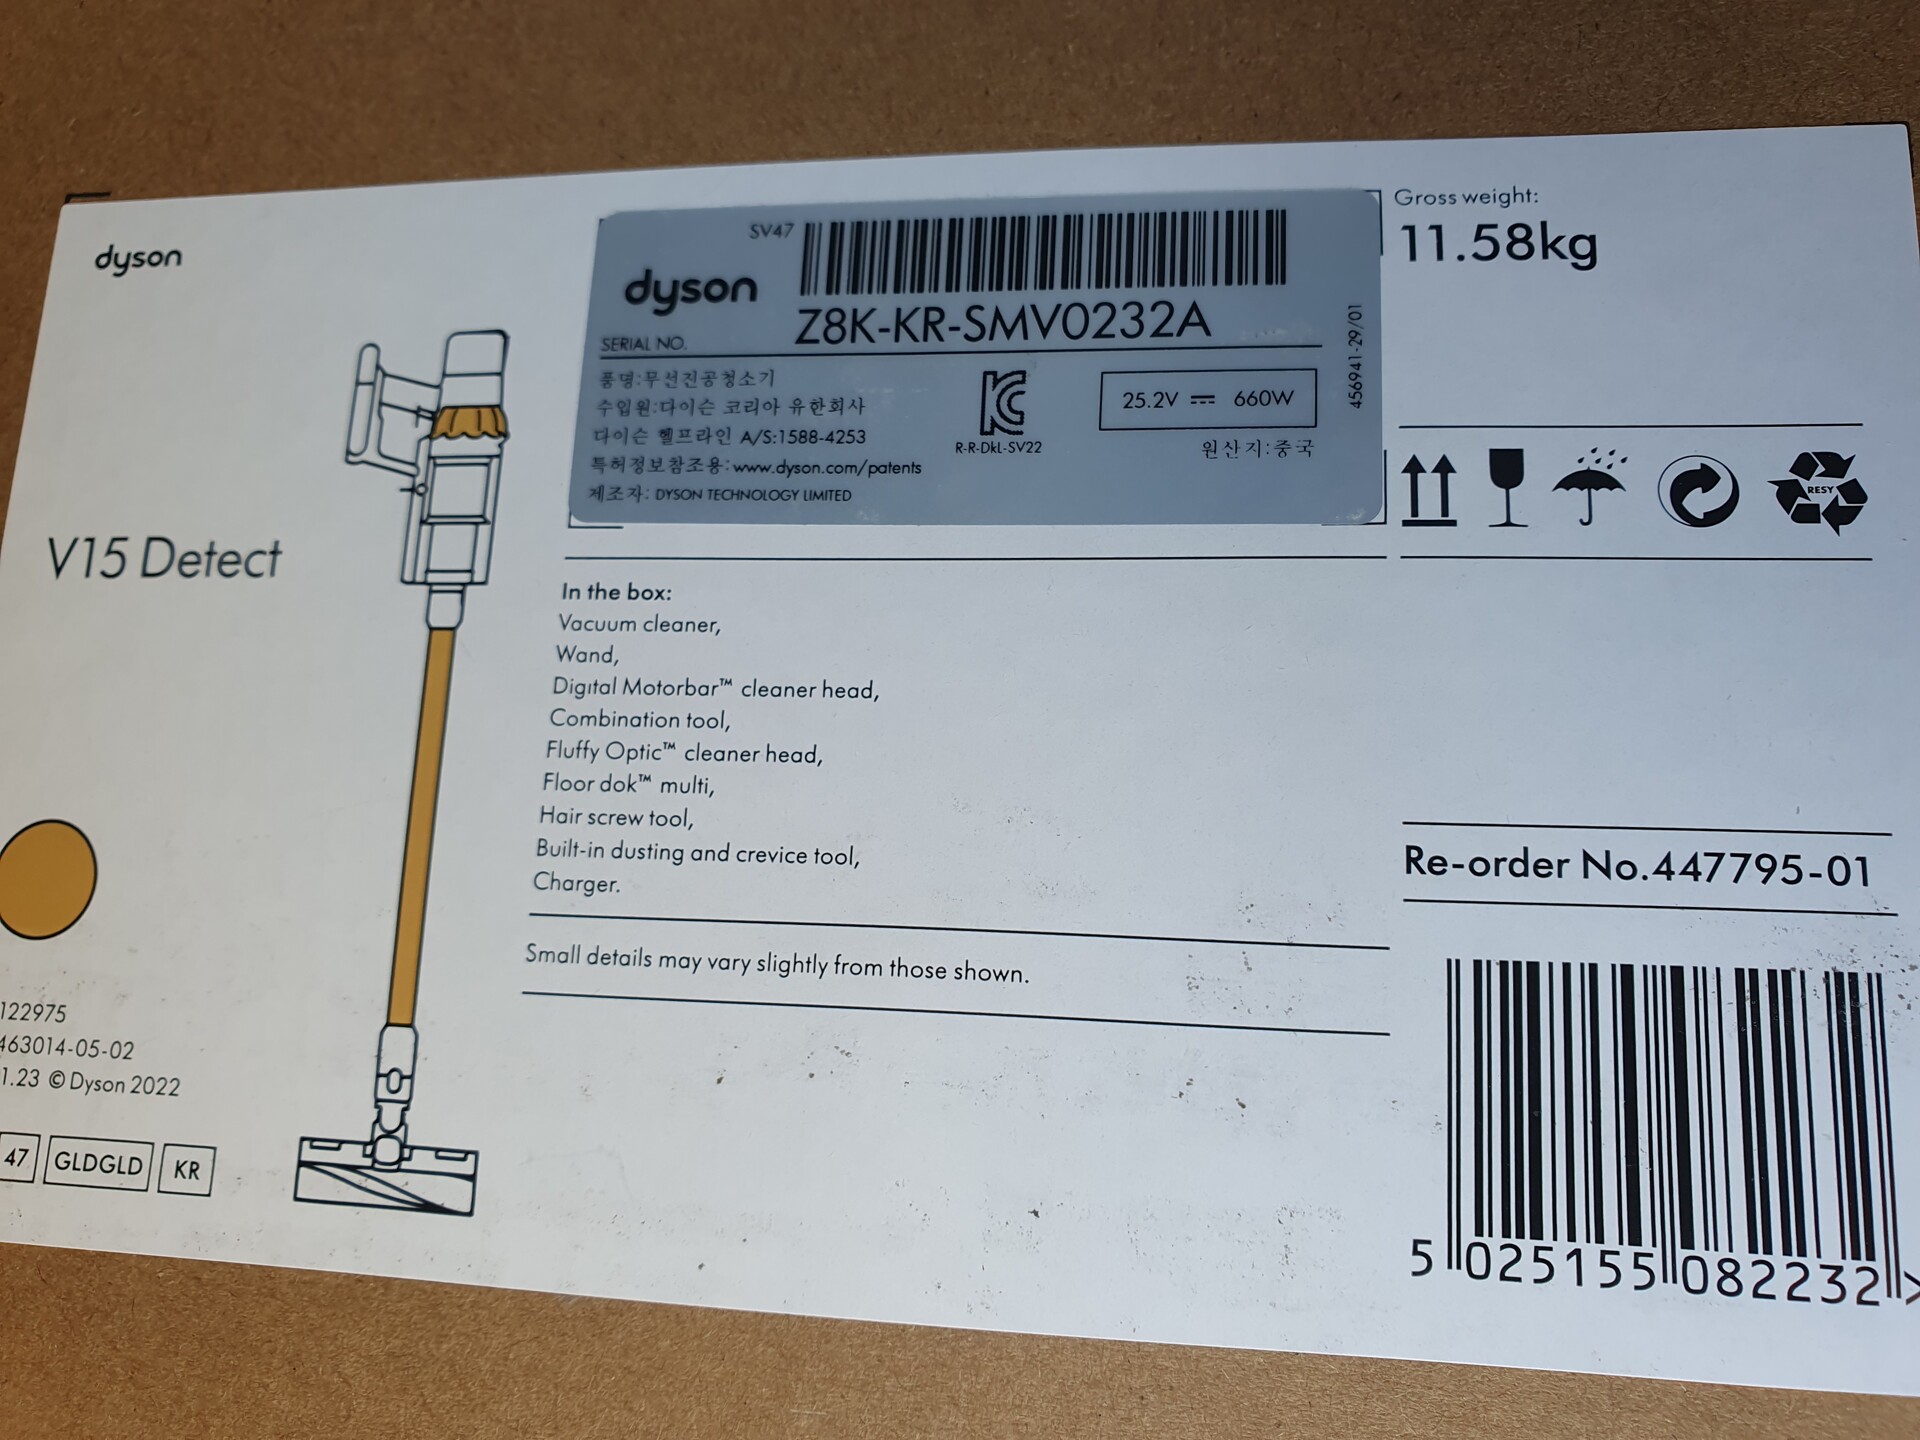 dyson
V15 Detect
122975
463014-05-02
1.23 © Dyson 2022
47 GLDGLD KR
SV47
dyson
SERIAL NO.
Z8K-KR-SMV0232A
품명:무선진공청소기
수입원:다이슨 코리아 유한회사
다이슨 헬프라인 A/S:1588-4253
특허정보참조용:www.dyson.com/patents
제조자: DYSON TECHNOLOGY LIMITED
R-R-DkL-SV22
25.2V ⎓ 660W
원산지:중국
456941-29/01
In the box:
Vacuum cleaner,
Wand,
Digital Motorbar™ cleaner head,
Combination tool,
Fluffy Optic™ cleaner head,
Floor dok™ multi,
Hair screw tool,
Built-in dusting and crevice tool,
Charger.
Small details may vary slightly from those shown.
Gross weight:
11.58kg
RESY
Re-order No.447795-01
5 025155 082232 >